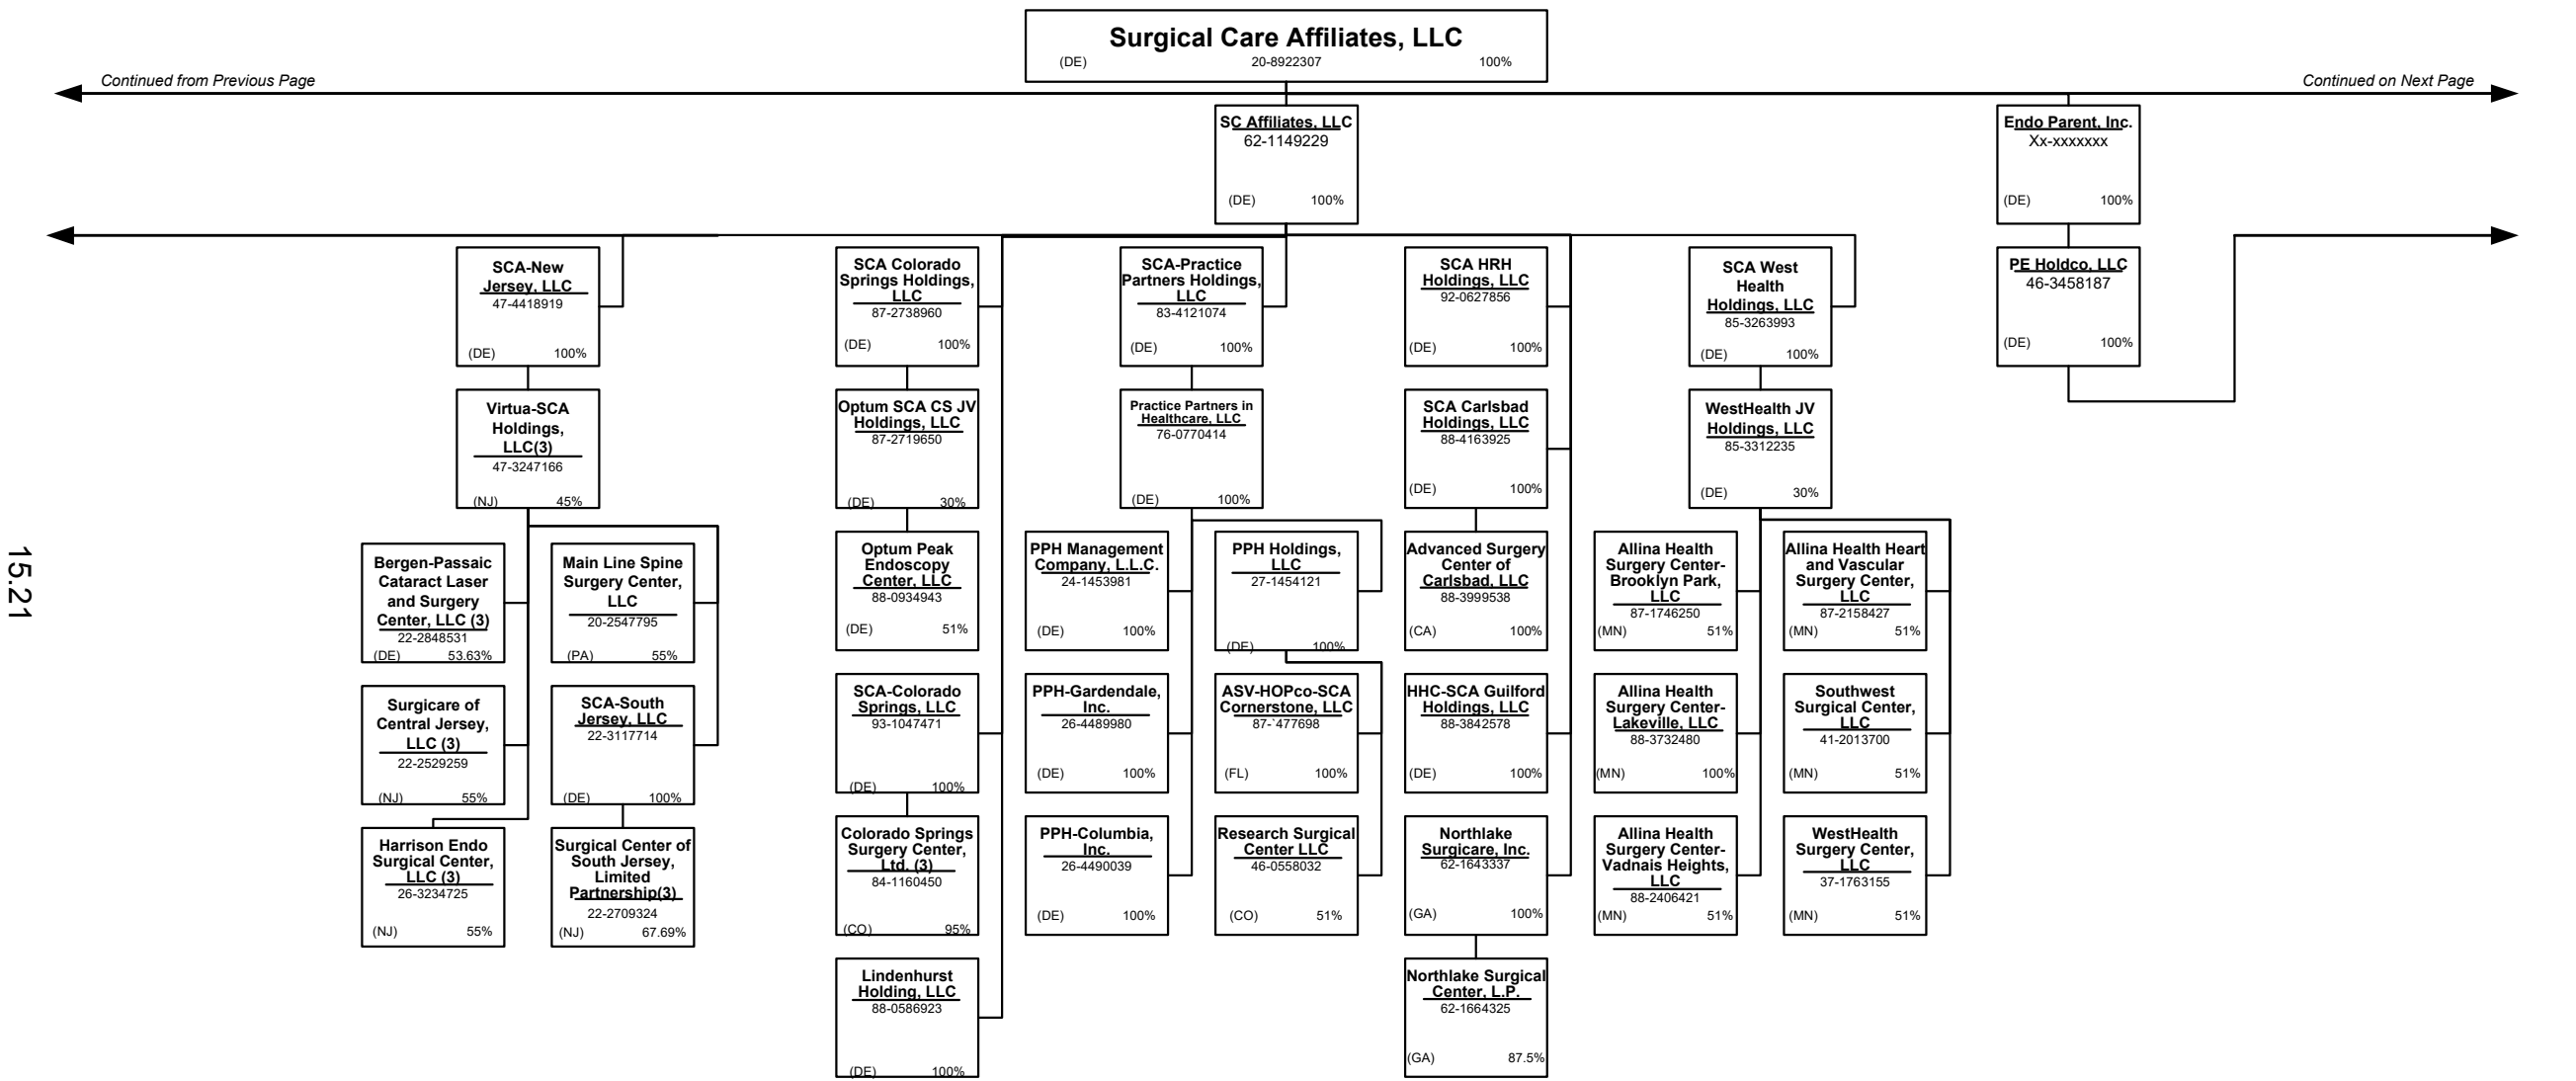 Surgical Care Affiliates, LLC
(DE) 20-8922307 100%
Continued from Previous Page
Continued on Next Page
SC Affiliates, LLC
62-1149229
(DE) 100%
Endo Parent, Inc.
Xx-xxxxxxx
(DE) 100%
SCA-New
Jersey, LLC
47-4418919
(DE) 100%
SCA Colorado
Springs Holdings,
LLC
87-2738960
(DE) 100%
SCA-Practice
Partners Holdings,
LLC
83-4121074
(DE) 100%
SCA HRH
Holdings, LLC
92-0627856
(DE) 100%
SCA West
Health
Holdings, LLC
85-3263993
(DE) 100%
PE Holdco, LLC
46-3458187
(DE) 100%
Virtua-SCA
Holdings,
LLC(3)
47-3247166
(NJ) 45%
Optum SCA CS JV
Holdings, LLC
87-2719650
(DE) 30%
Practice Partners in
Healthcare, LLC
76-0770414
(DE) 100%
SCA Carlsbad
Holdings, LLC
88-4163925
(DE) 100%
WestHealth JV
Holdings, LLC
85-3312235
(DE) 30%
Bergen-Passaic
Cataract Laser
and Surgery
Center, LLC (3)
22-2848531
(DE) 53.63%
Main Line Spine
Surgery Center,
LLC
20-2547795
(PA) 55%
Optum Peak
Endoscopy
Center, LLC
88-0934943
(DE) 51%
PPH Management
Company, L.L.C.
24-1453981
(DE) 100%
PPH Holdings,
LLC
27-1454121
(DE) 100%
Advanced Surgery
Center of
Carlsbad, LLC
88-3999538
(CA) 100%
Allina Health
Surgery Center-
Brooklyn Park,
LLC
87-1746250
(MN) 51%
Allina Health Heart
and Vascular
Surgery Center,
LLC
87-2158427
(MN) 51%
Surgicare of
Central Jersey,
LLC (3)
22-2529259
(NJ) 55%
SCA-South
Jersey, LLC
22-3117714
(DE) 100%
SCA-Colorado
Springs, LLC
93-1047471
(DE) 100%
PPH-Gardendale,
Inc.
26-4489980
(DE) 100%
ASV-HOPco-SCA
Cornerstone, LLC
87-`477698
(FL) 100%
HHC-SCA Guilford
Holdings, LLC
88-3842578
(DE) 100%
Allina Health
Surgery Center-
Lakeville, LLC
88-3732480
(MN) 100%
Southwest
Surgical Center,
LLC
41-2013700
(MN) 51%
Harrison Endo
Surgical Center,
LLC (3)
26-3234725
(NJ) 55%
Surgical Center of
South Jersey,
Limited
Partnership(3)
22-2709324
(NJ) 67.69%
Colorado Springs
Surgery Center,
Ltd. (3)
84-1160450
(CO) 95%
PPH-Columbia,
Inc.
26-4490039
(DE) 100%
Research Surgical
Center LLC
46-0558032
(CO) 51%
Northlake
Surgicare, Inc.
62-1643337
(GA) 100%
Allina Health
Surgery Center-
Vadnais Heights,
LLC
88-2406421
(MN) 51%
WestHealth
Surgery Center,
LLC
37-1763155
(MN) 51%
Lindenhurst
Holding, LLC
88-0586923
(DE) 100%
Northlake Surgical
Center, L.P.
62-1664325
(GA) 87.5%
15.21